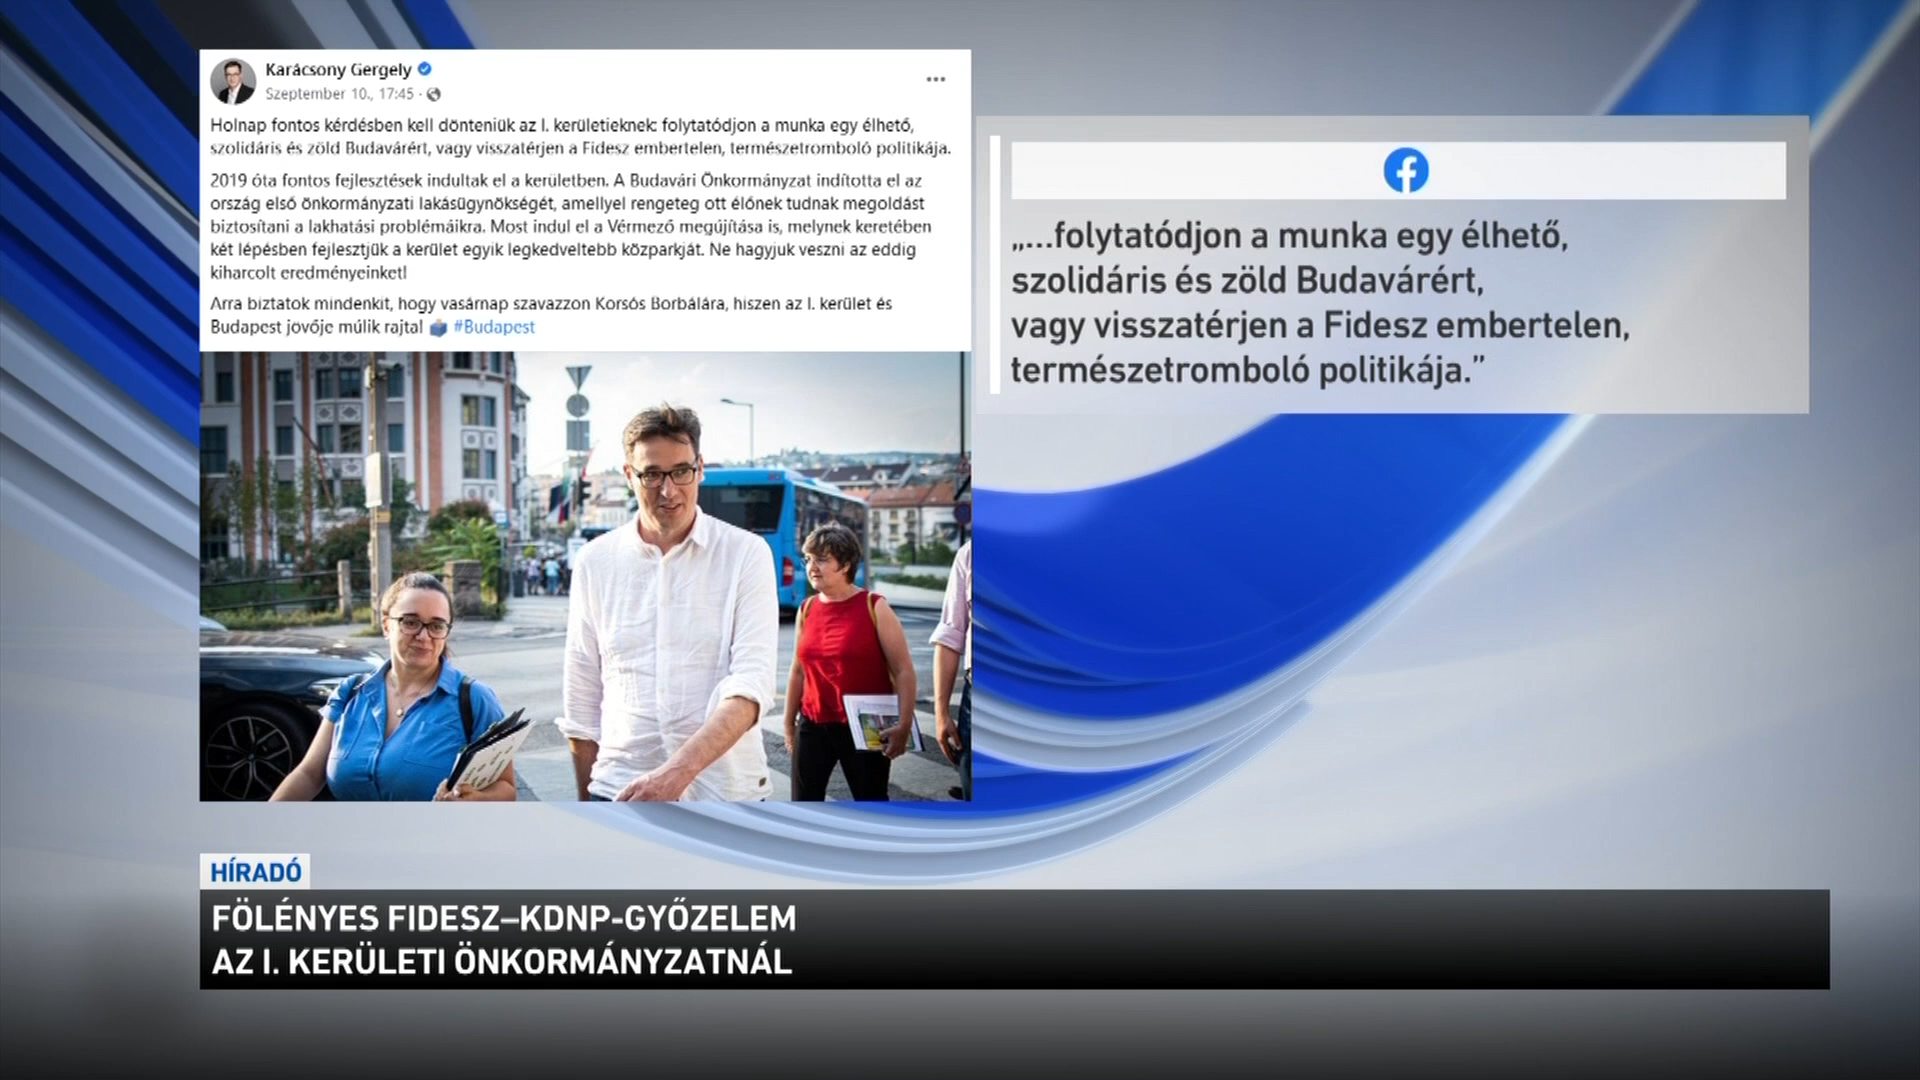 Karácsony Gergely
Szeptember 10., 17:45 ·
Holnap fontos kérdésben kell dönteniük az I. kerületieknek: folytatódjon a munka egy élhető,
szolidáris és zöld Budavárért, vagy visszatérjen a Fidesz embertelen, természetromboló politikája.
2019 óta fontos fejlesztések indultak el a kerületben. A Budavári Önkormányzat indította el az
ország első önkormányzati lakásügynökségét, amellyel rengeteg ott élőnek tudnak megoldást
biztosítani a lakhatási problémáikra. Most indul el a Vérmező megújítása is, melynek keretében
két lépésben fejlesztjük a kerület egyik legkedveltebb közparkját. Ne hagyjuk veszni az eddig
kiharcolt eredményeinket!
Arra biztatok mindenkit, hogy vasárnap szavazzon Korsós Borbálára, hiszen az I. kerület és
Budapest jövője múlik rajta! #Budapest
„...folytatódjon a munka egy élhető,
szolidáris és zöld Budavárért,
vagy visszatérjen a Fidesz embertelen,
természetromboló politikája.”
HÍRADÓ
FÖLÉNYES FIDESZ–KDNP-GYŐZELEM
AZ I. KERÜLETI ÖNKORMÁNYZATNÁL